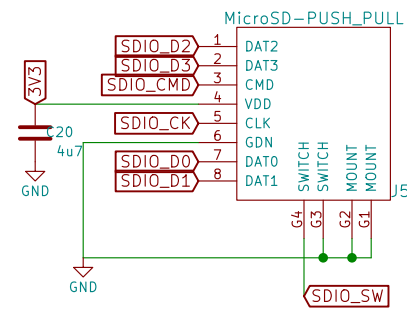 MicroSD-PUSH_PULL
SDIO_D2 1 DAT2
SDIO_D3 2 DAT3
SDIO_CMD 3 CMD
3V3 4 VDD
SDIO_CK 5 CLK
6 GDN
SDIO_D0 7 DAT0
SDIO_D1 8 DAT1
C20
4u7
GND
SWITCH SWITCH MOUNT MOUNT
J5
G4 G3 G2 G1
GND
SDIO_SW